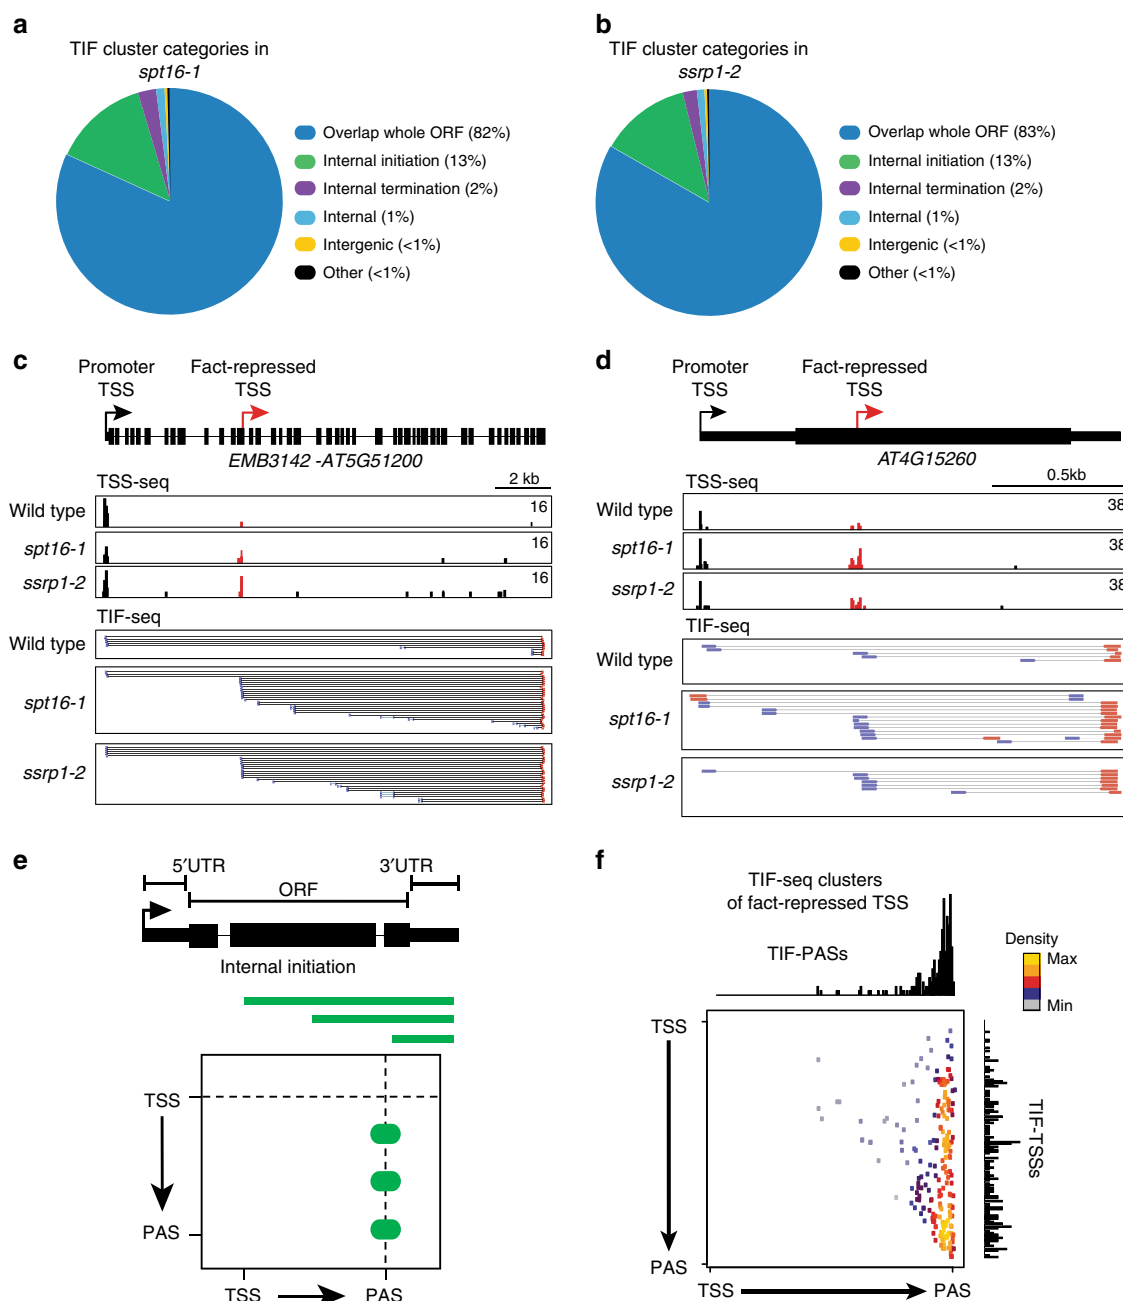 a
TIF cluster categories in
spt16-1
Overlap whole ORF (82%)
Internal initiation (13%)
Internal termination (2%)
Internal (1%)
Intergenic (<1%)
Other (<1%)
b
TIF cluster categories in
ssrp1-2
Overlap whole ORF (83%)
Internal initiation (13%)
Internal termination (2%)
Internal (1%)
Intergenic (<1%)
Other (<1%)
c
Promoter
TSS
Fact-repressed
TSS
EMB3142 -AT5G51200
TSS-seq
2 kb
Wild type
16
spt16-1
16
ssrp1-2
16
TIF-seq
Wild type
spt16-1
ssrp1-2
d
Promoter
TSS
Fact-repressed
TSS
AT4G15260
TSS-seq
0.5kb
Wild type
38
spt16-1
38
ssrp1-2
38
TIF-seq
Wild type
spt16-1
ssrp1-2
e
5′UTR
3′UTR
ORF
Internal initiation
TSS
PAS
TSS
PAS
f
TIF-seq clusters
of fact-repressed TSS
TIF-PASs
Density
Max
Min
TSS
PAS
TIF-TSSs
TSS
PAS